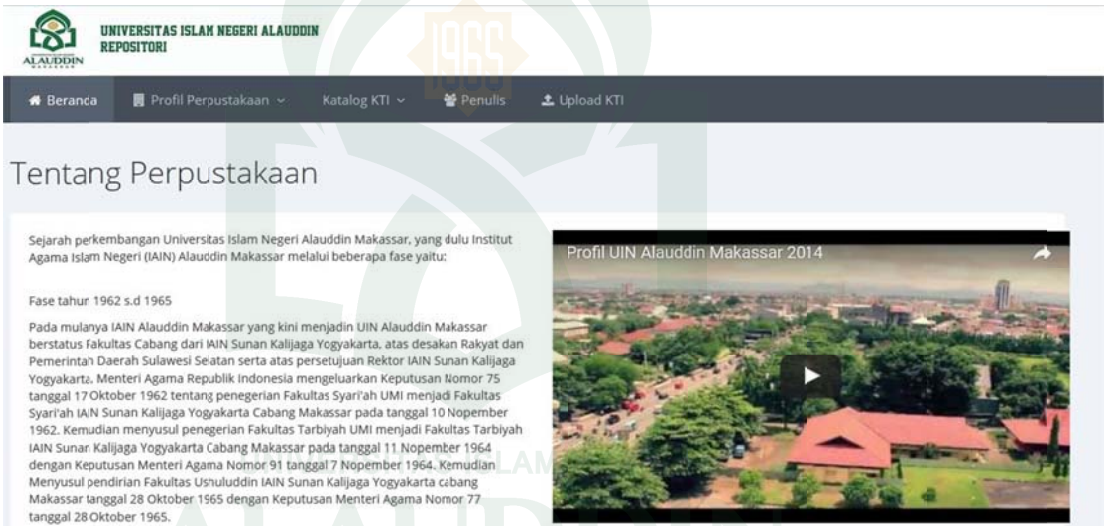 UNIVERSITAS ISLAM NEGERI ALAUDDIN
REPOSITORI
ALAUDDIN
1965
Beranda
Profil Perpustakaan
Katalog KTI
Penulis
Upload KTI
Tentang Perpustakaan
Sejarah perkembangan Universitas Islam Negeri Alauddin Makassar, yang dulu Institut
Agama Islam Negeri (IAIN) Alauddin Makassar melalui beberapa fase yaitu:
Fase tahur 1962 s.d 1965
Pada mulanya IAIN Alauddin Makassar yang kini menjadin UIN Alauddin Makassar
berstatus Fakultas Cabang dari IAIN Sunan Kalijaga Yogyakarta, atas desakan Rakyat dan
Pemerintah Daerah Sulawesi Selatan serta atas persetujuan Rektor IAIN Sunan Kalijaga
Yogyakarta, Menteri Agama Republik Indonesia mengeluarkan Keputusan Nomor 75
tanggal 17 Oktober 1962 tentang penegerian Fakultas Syari'ah UMI menjadi Fakultas
Syari'ah IAIN Sunan Kalijaga Yogyakarta Cabang Makassar pada tanggal 10 Nopember
1962. Kemudian menyusul penegerian Fakultas Tarbiyah UMI menjadi Fakultas Tarbiyah
IAIN Sunar Kalijaga Yogyakarta Cabang Makassar pada tanggal 11 Nopember 1964
dengan Keputusan Menteri Agama Nomor 91 tanggal 7 Nopember 1964. Kemudian
Menyusul pendirian Fakultas Ushuluddin IAIN Sunan Kalijaga Yogyakarta cabang
Makassar tanggal 28 Oktober 1965 dengan Keputusan Menteri Agama Nomor 77
tanggal 28 Oktober 1965.
Profil UIN Alauddin Makassar 2014